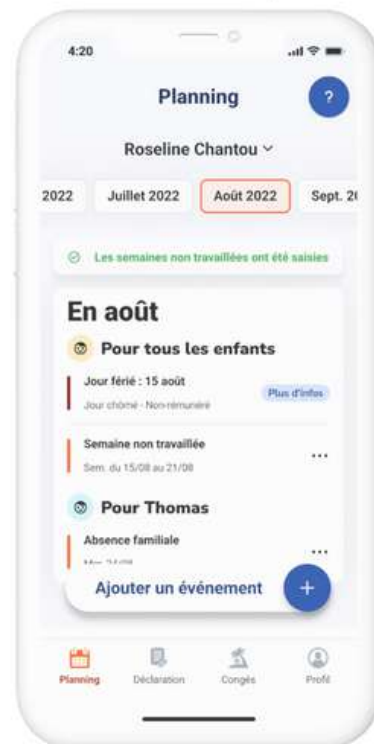 4:20
Planning
?
Roseline Chantou
2022
Juillet 2022
Août 2022
Sept. 20
Les semaines non travaillées ont été saisies
En août
Pour tous les enfants
Jour férié : 15 août
Plus d'infos
Jour chômé - Non-rémunéré
Semaine non travaillée
Sem. du 15/08 au 21/08
Pour Thomas
Absence familiale
Ajouter un événement
+
Planning
Déclaration
Congés
Profil